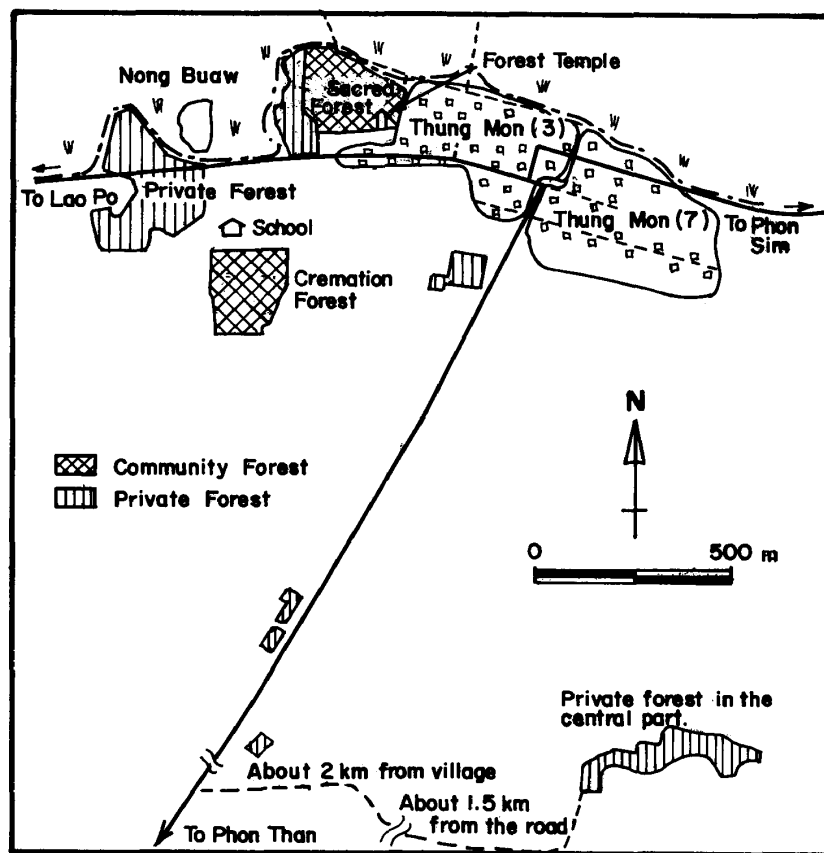 Nong Buaw
Forest Temple
Sacred
Forest
Thung Mon (3)
To Lao Po
Private Forest
School
Thung Mon (7)
To Phon
Sim
Cremation
Forest
N
Community Forest
Private Forest
0 500 m
Private forest in the
central part.
About 2 km from village
About 1.5 km
from the road
To Phon Than